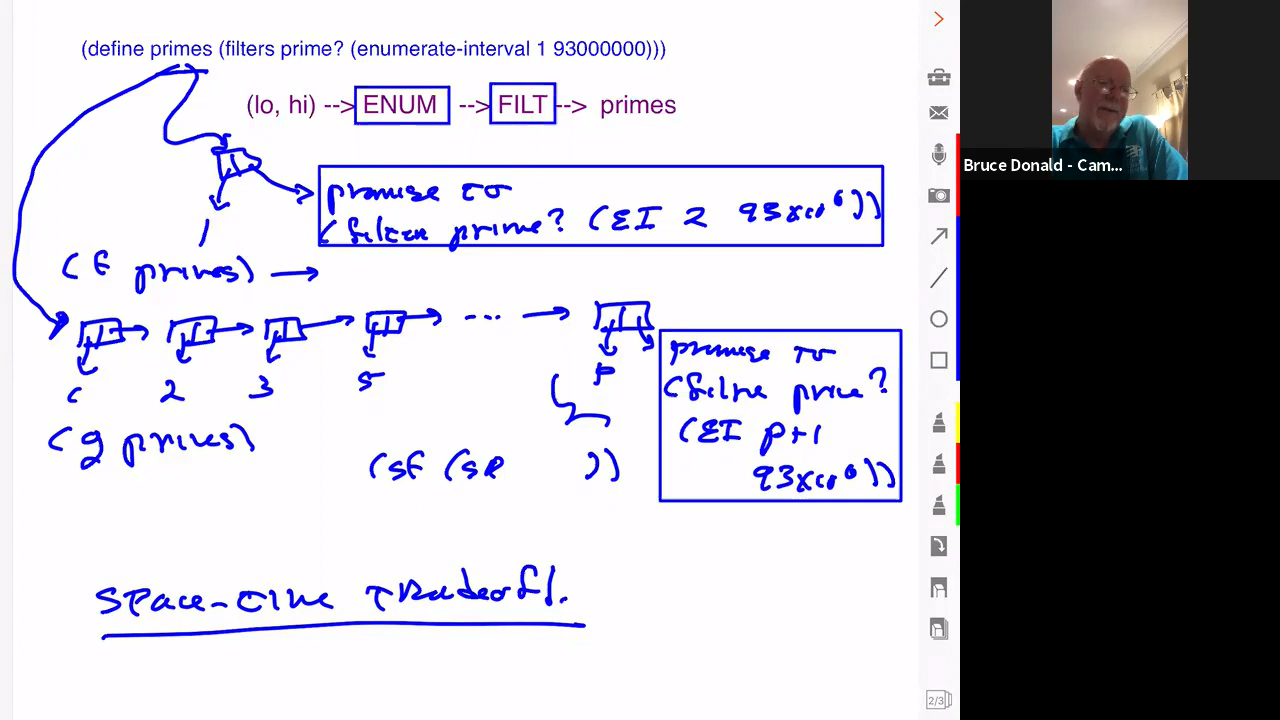 (define primes (filters prime? (enumerate-interval 1 93000000)))
(lo, hi) --> ENUM --> FILT --> primes
promise to
(filter prime? (EI 2 93x10⁶))
1
(f primes) →
1 2 3 5 ... P
promise to
(filter prime?
(EI p+1
93x10⁶))
(g primes)
(SF (SR ))
Space-Time Tradeoff.
Bruce Donald - Cam...
2/3